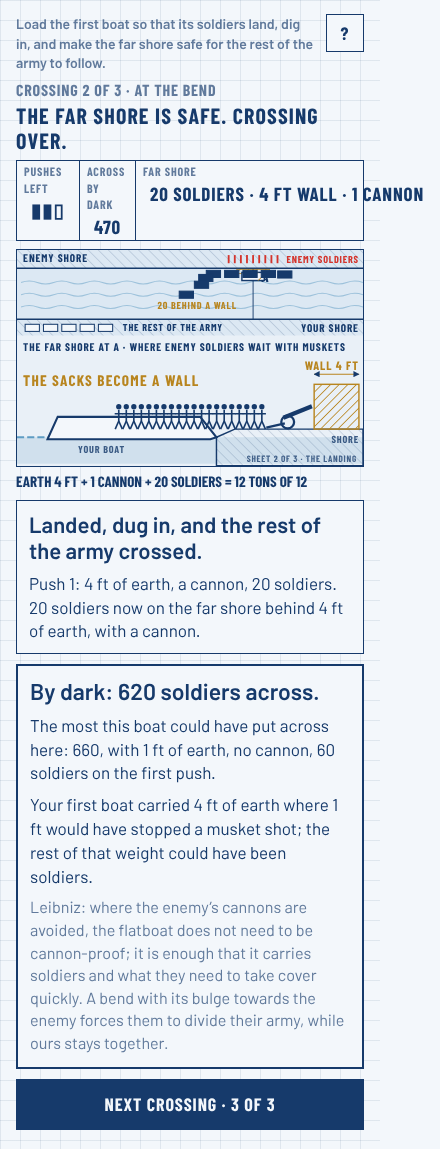 Load the first boat so that its soldiers land, dig
in, and make the far shore safe for the rest of the
army to follow.
?
CROSSING 2 OF 3 · AT THE BEND
THE FAR SHORE IS SAFE. CROSSING
OVER.
PUSHES
LEFT
ACROSS
BY
DARK
470
FAR SHORE
20 SOLDIERS · 4 FT WALL · 1 CANNON
ENEMY SHORE
ENEMY SOLDIERS
20 BEHIND A WALL
THE REST OF THE ARMY
YOUR SHORE
THE FAR SHORE AT A · WHERE ENEMY SOLDIERS WAIT WITH MUSKETS
WALL 4 FT
THE SACKS BECOME A WALL
SHORE
YOUR BOAT
SHEET 2 OF 3 · THE LANDING
EARTH 4 FT + 1 CANNON + 20 SOLDIERS = 12 TONS OF 12
Landed, dug in, and the rest of
the army crossed.
Push 1: 4 ft of earth, a cannon, 20 soldiers.
20 soldiers now on the far shore behind 4 ft
of earth, with a cannon.
By dark: 620 soldiers across.
The most this boat could have put across
here: 660, with 1 ft of earth, no cannon, 60
soldiers on the first push.
Your first boat carried 4 ft of earth where 1
ft would have stopped a musket shot; the
rest of that weight could have been
soldiers.
Leibniz: where the enemy’s cannons are
avoided, the flatboat does not need to be
cannon-proof; it is enough that it carries
soldiers and what they need to take cover
quickly. A bend with its bulge towards the
enemy forces them to divide their army, while
ours stays together.
NEXT CROSSING · 3 OF 3